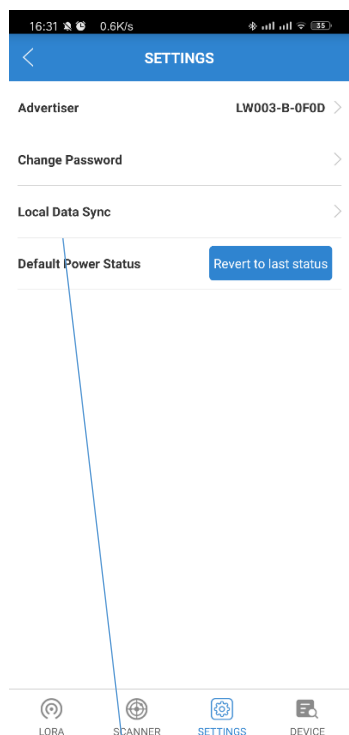 16:31 0.6K/s 35
SETTINGS
Advertiser LW003-B-0F0D
Change Password
Local Data Sync
Default Power Status Revert to last status
LORA SCANNER SETTINGS DEVICE